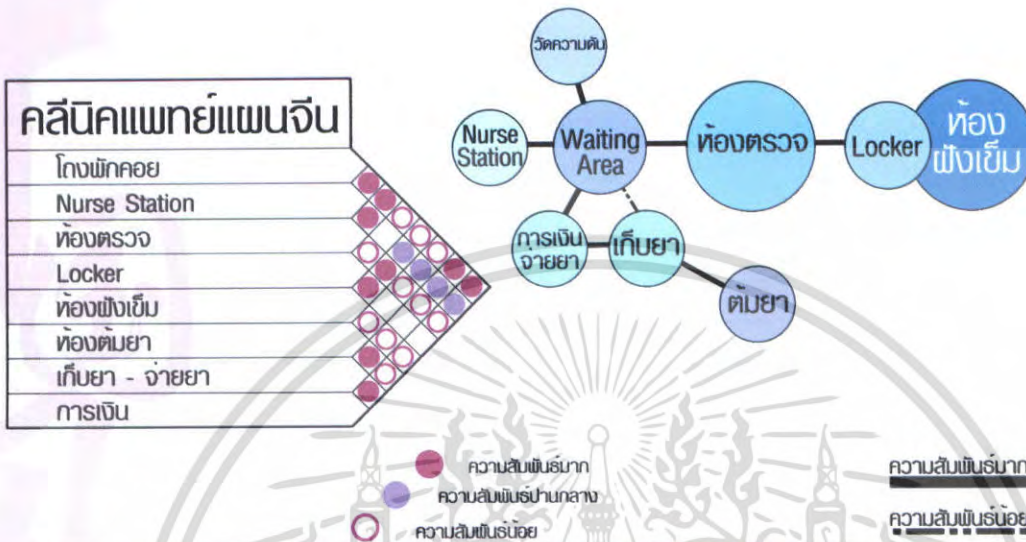 คลีนิคแพทย์แผนจีน
โถงพักคอย
Nurse Station
ห้องตรวจ
Locker
ห้องฝังเข็ม
ห้องต้มยา
เก็บยา - จ่ายยา
การเงิน
วัดความดัน
Nurse
Station
Waiting
Area
ห้องตรวจ
Locker
ห้อง
ฝังเข็ม
การเงิน
จ่ายยา
เก็บยา
ต้มยา
ความสัมพันธ์มาก
ความสัมพันธ์ปานกลาง
ความสัมพันธ์น้อย
ความสัมพันธ์มาก
ความสัมพันธ์น้อย